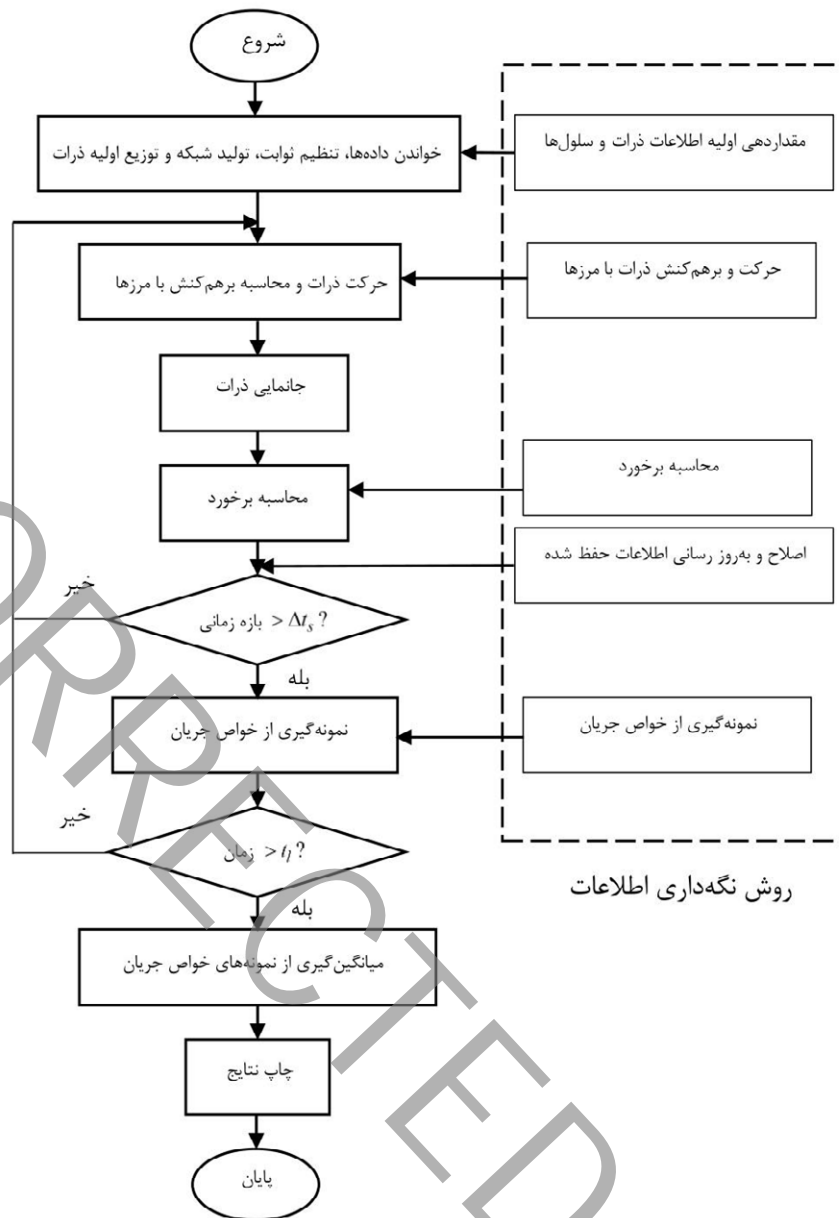 شروع
خواندن داده‌ها، تنظیم ثوابت، تولید شبکه و توزیع اولیه ذرات
مقداردهی اولیه اطلاعات ذرات و سلول‌ها
حرکت ذرات و محاسبه برهم‌کنش با مرزها
حرکت و برهم‌کنش ذرات با مرزها
جانمایی ذرات
محاسبه برخورد
محاسبه برخورد
اصلاح و به‌روز رسانی اطلاعات حفظ شده
خیر
بازه زمانی > Δt_s ?
بله
نمونه‌گیری از خواص جریان
نمونه‌گیری از خواص جریان
خیر
زمان > t_l ?
بله
روش نگه‌داری اطلاعات
میانگین‌گیری از نمونه‌های خواص جریان
چاپ نتایج
پایان
ORRECTED